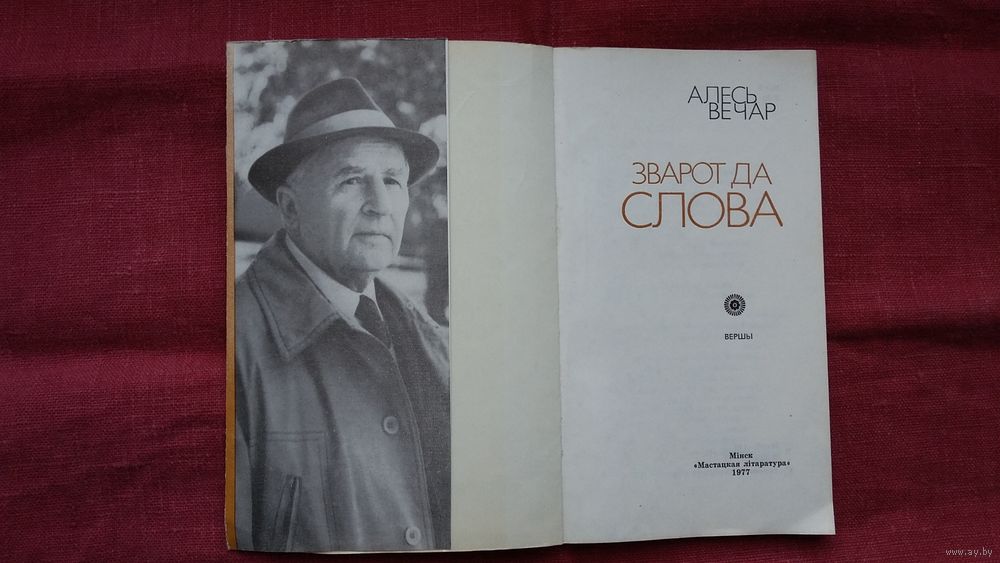 АЛЕСЬ
ВЕЧАР
ЗВАРОТ ДА
СЛОВА
ВЕРШЫ
Мінск
«Мастацкая літаратура»
1977
www.ay.by